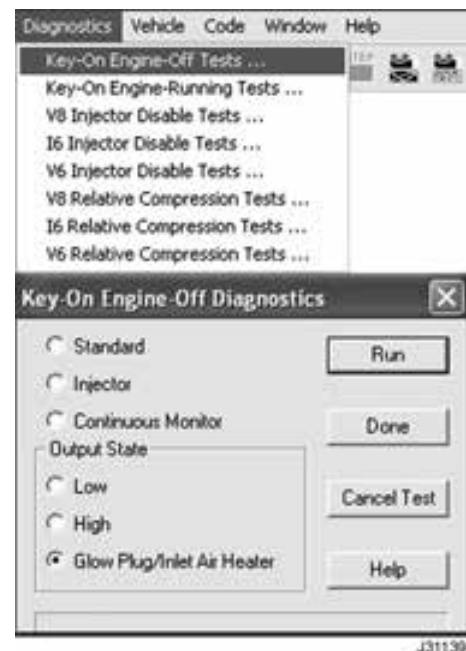 Diagnostics Vehicle Code Window Help
Key-On Engine-Off Tests ...
Key-On Engine-Running Tests ...
V8 Injector Disable Tests ...
I6 Injector Disable Tests ...
V6 Injector Disable Tests ...
V8 Relative Compression Tests ...
I6 Relative Compression Tests ...
V6 Relative Compression Tests ...
Key-On Engine-Off Diagnostics
Standard
Run
Injector
Continuous Monitor
Done
Output State
Low
Cancel Test
High
Glow Plug/Inlet Air Heater
Help
J31139